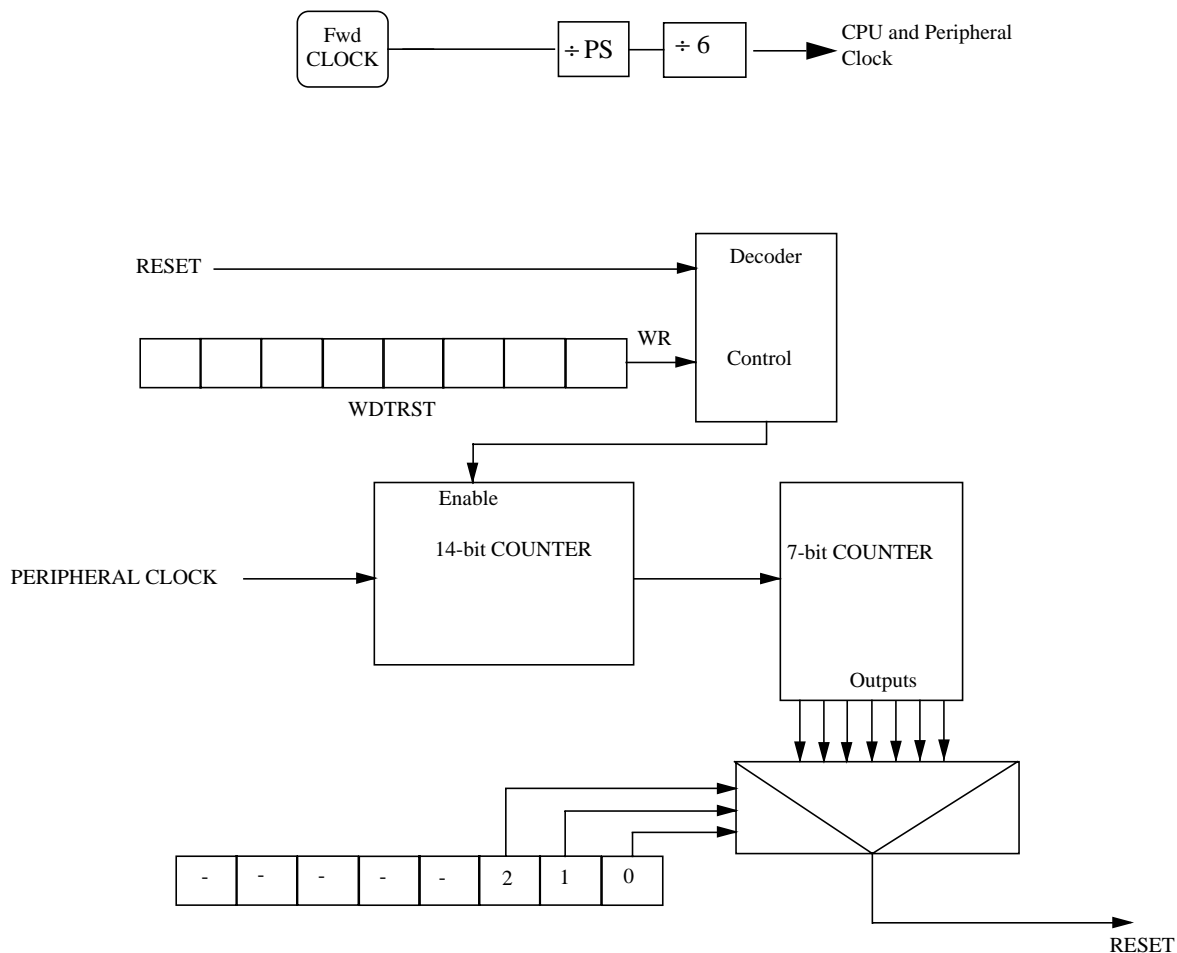 Fwd
CLOCK
÷ PS
÷ 6
CPU and Peripheral
Clock
RESET
Decoder
WR
Control
WDTRST
Enable
14-bit COUNTER
7-bit COUNTER
PERIPHERAL CLOCK
Outputs
- - - - - 2 1 0
RESET